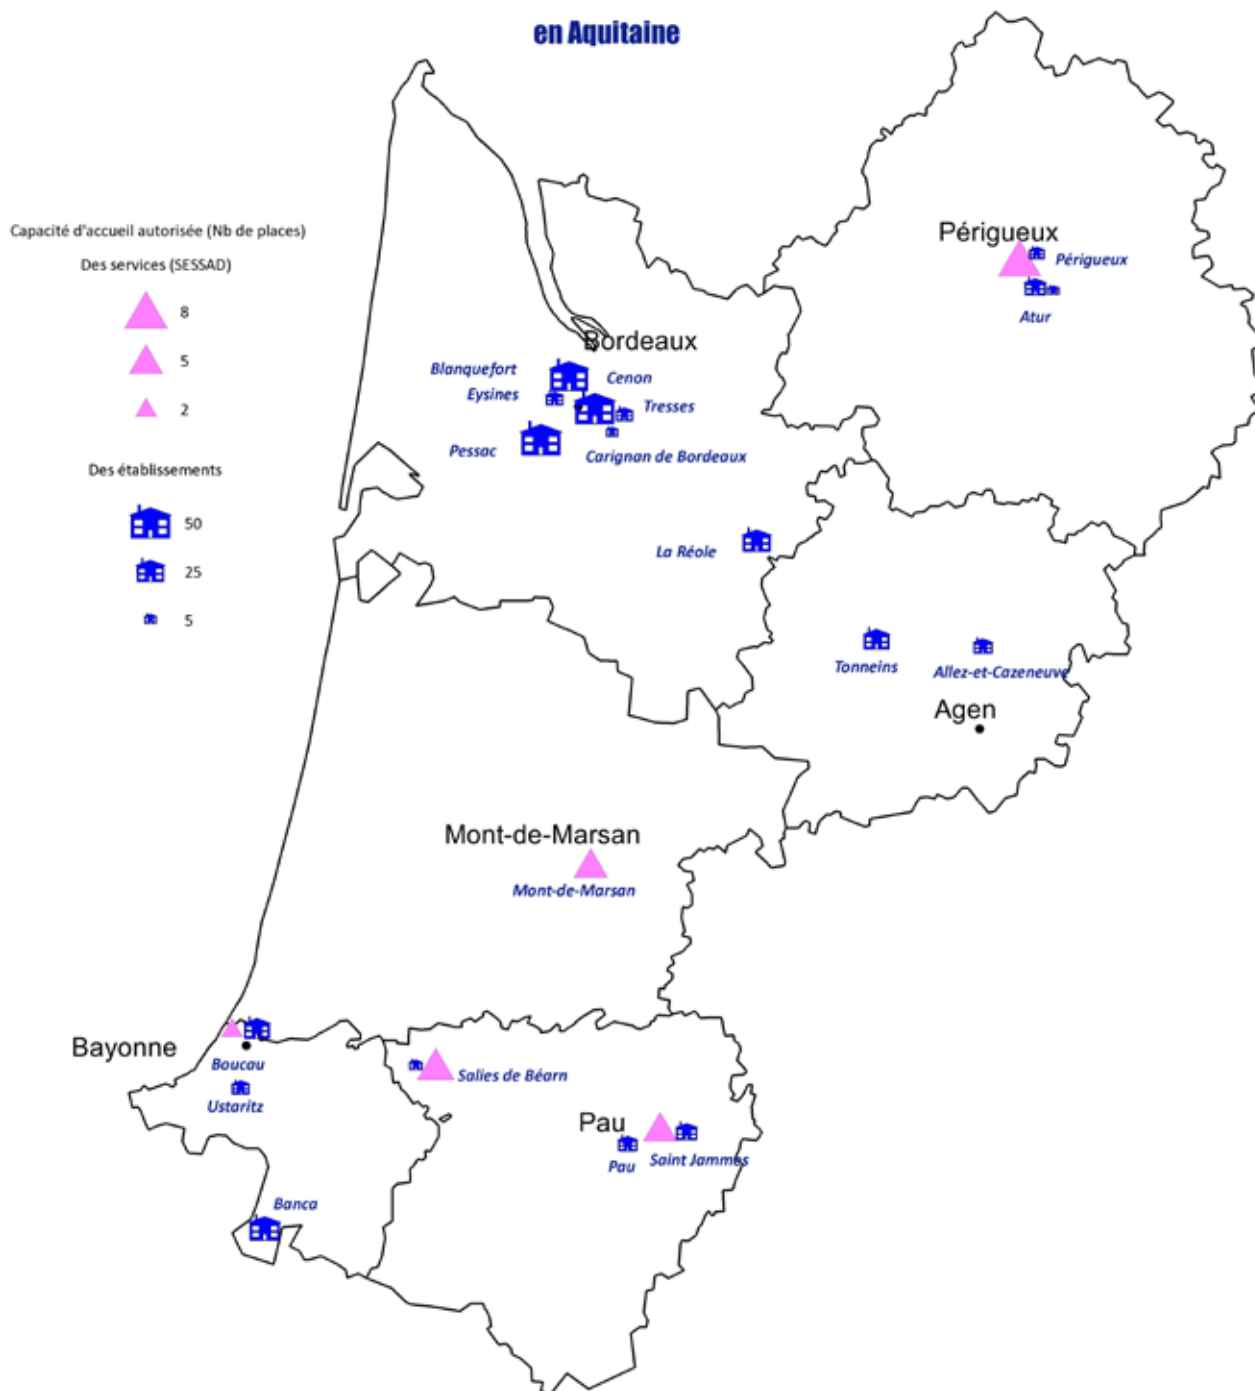 en Aquitaine
Capacité d'accueil autorisée (Nb de places)
Des services (SESSAD)
8
5
2
Des établissements
50
25
5
Périgueux
Périgueux
Atur
Bordeaux
Blanquefort
Cenon
Eysines
Tresses
Pessac
Carignan de Bordeaux
La Réole
Tonneins
Allez-et-Cazeneuve
Agen
Mont-de-Marsan
Mont-de-Marsan
Bayonne
Boucau
Ustaritz
Salies de Béarn
Pau
Pau
Saint Jammes
Banca